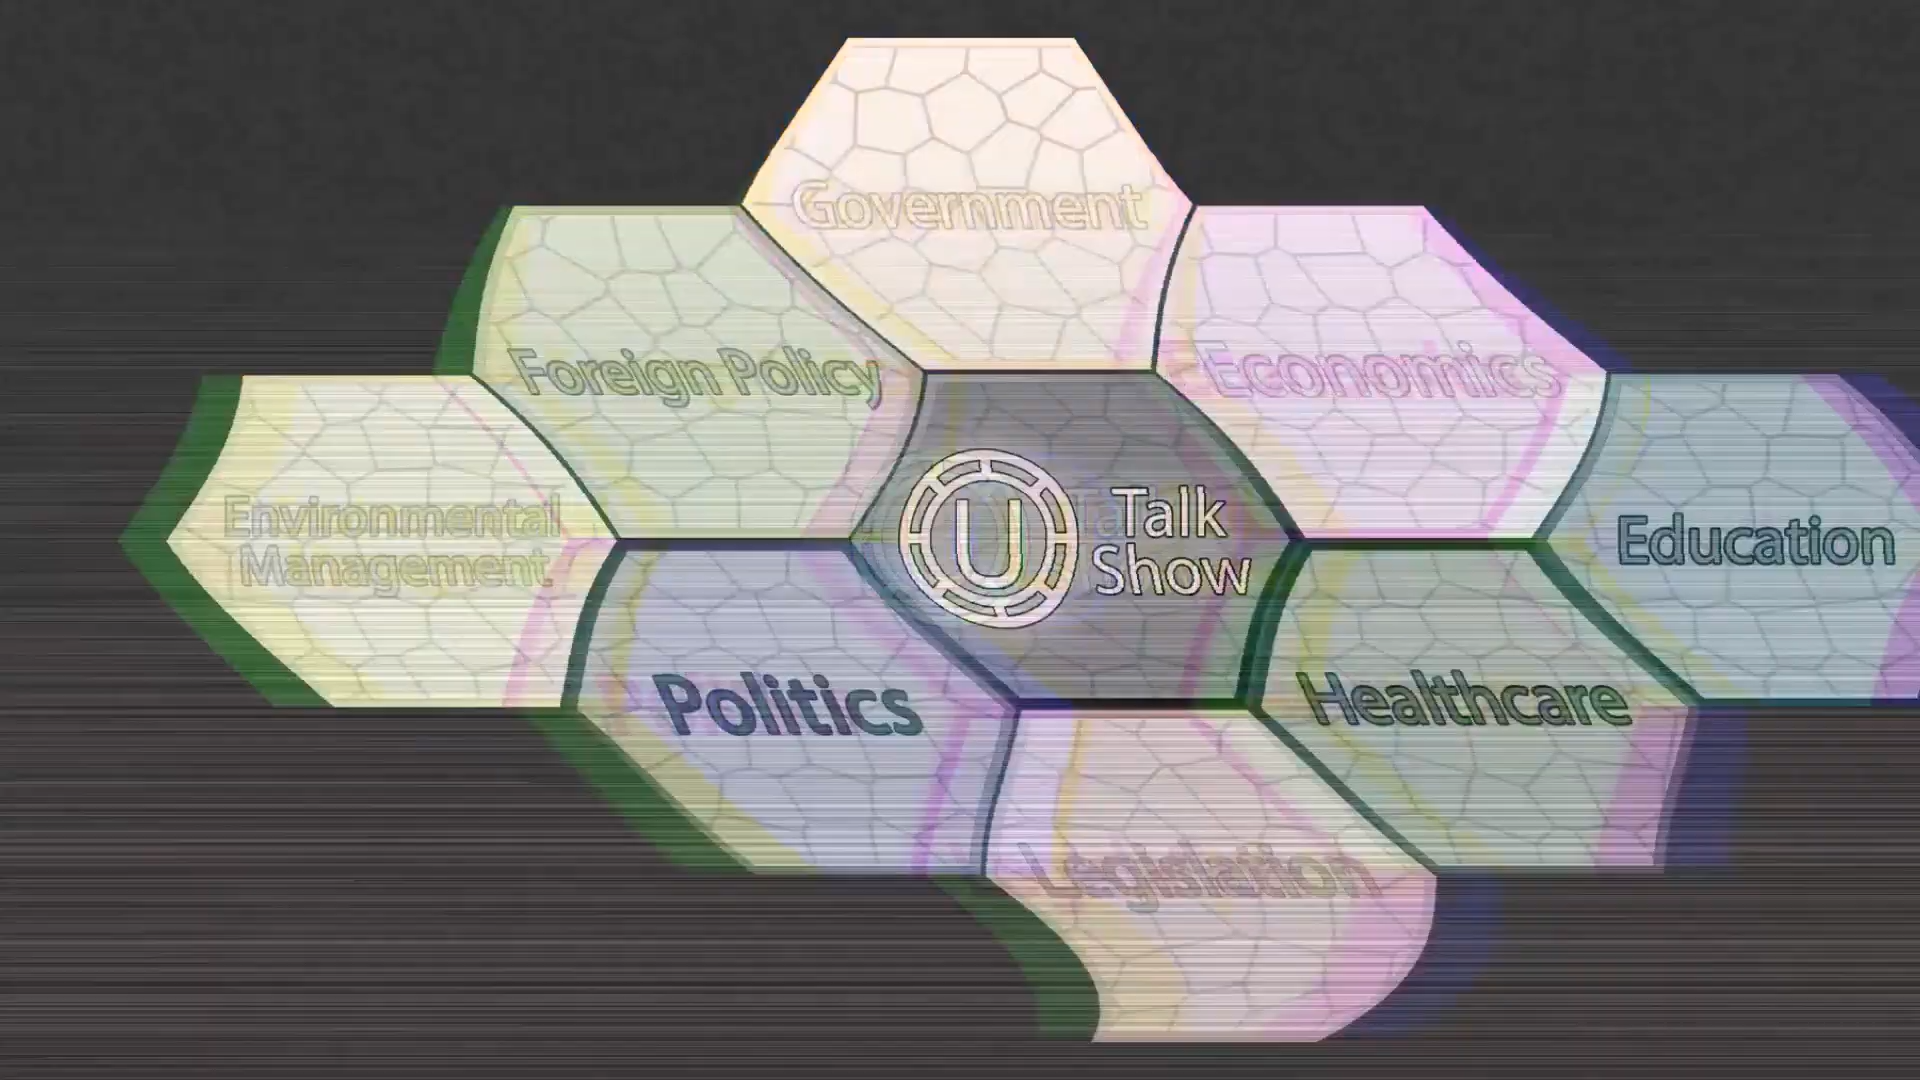 Government
Foreign Policy
Economics
Environmental
Management
U
Talk
Show
Education
Politics
Healthcare
Legislation